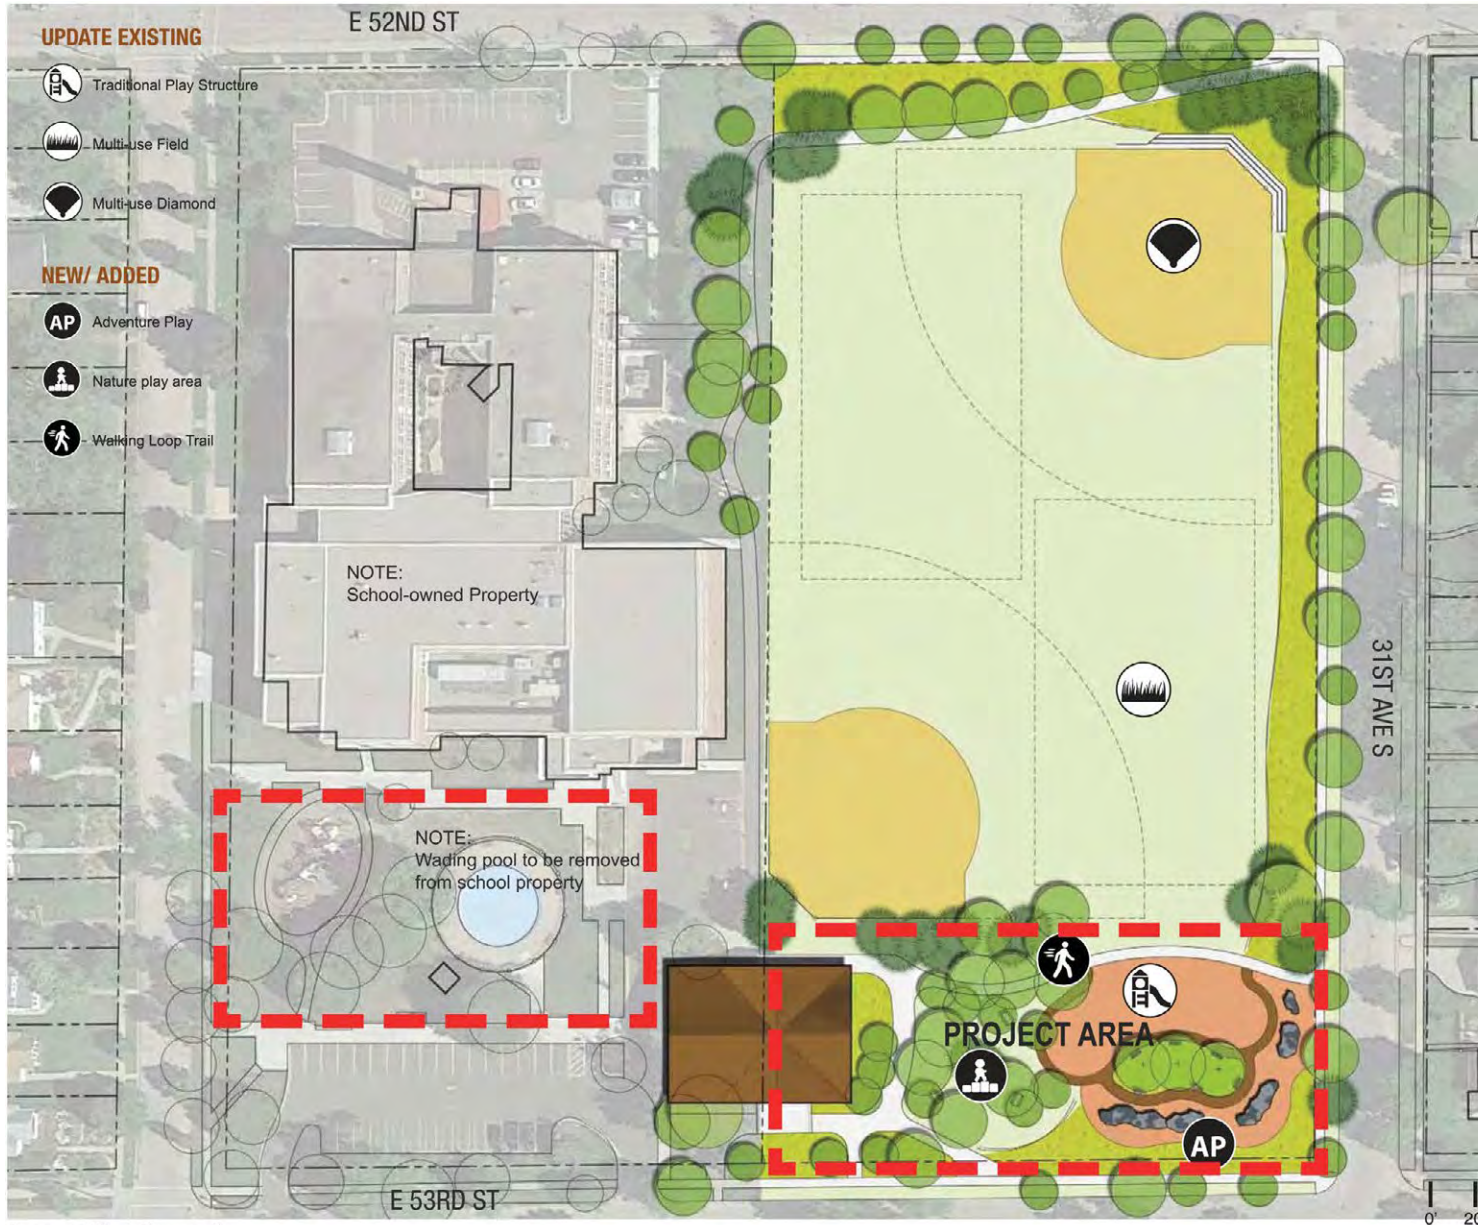 E 52ND ST
UPDATE EXISTING
Traditional Play Structure
Multi-use Field
Multi-use Diamond
NEW/ ADDED
AP Adventure Play
Nature play area
Walking Loop Trail
NOTE:
School-owned Property
31ST AVE S
NOTE:
Wading pool to be removed
from school property
PROJECT AREA
AP
E 53RD ST
0'